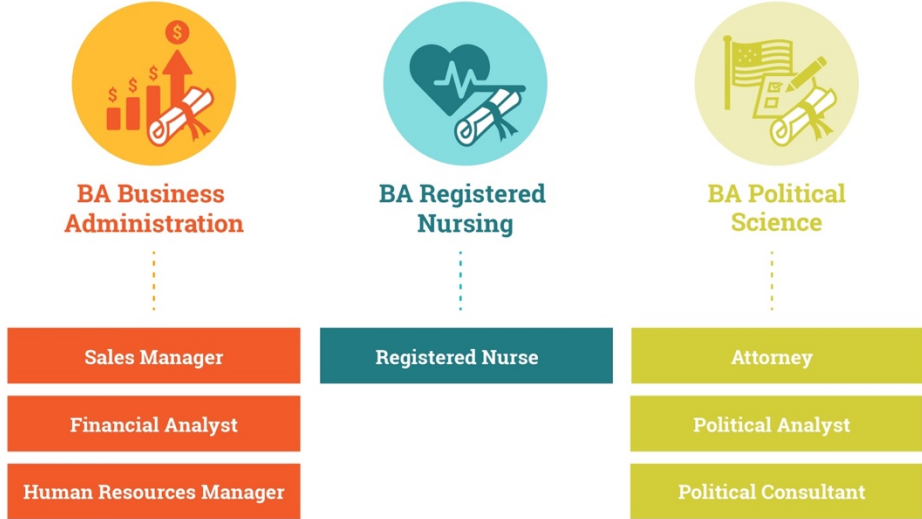 $
$
$
$
BA Business
Administration
BA Registered
Nursing
BA Political
Science
Sales Manager
Registered Nurse
Attorney
Financial Analyst
Political Analyst
Human Resources Manager
Political Consultant